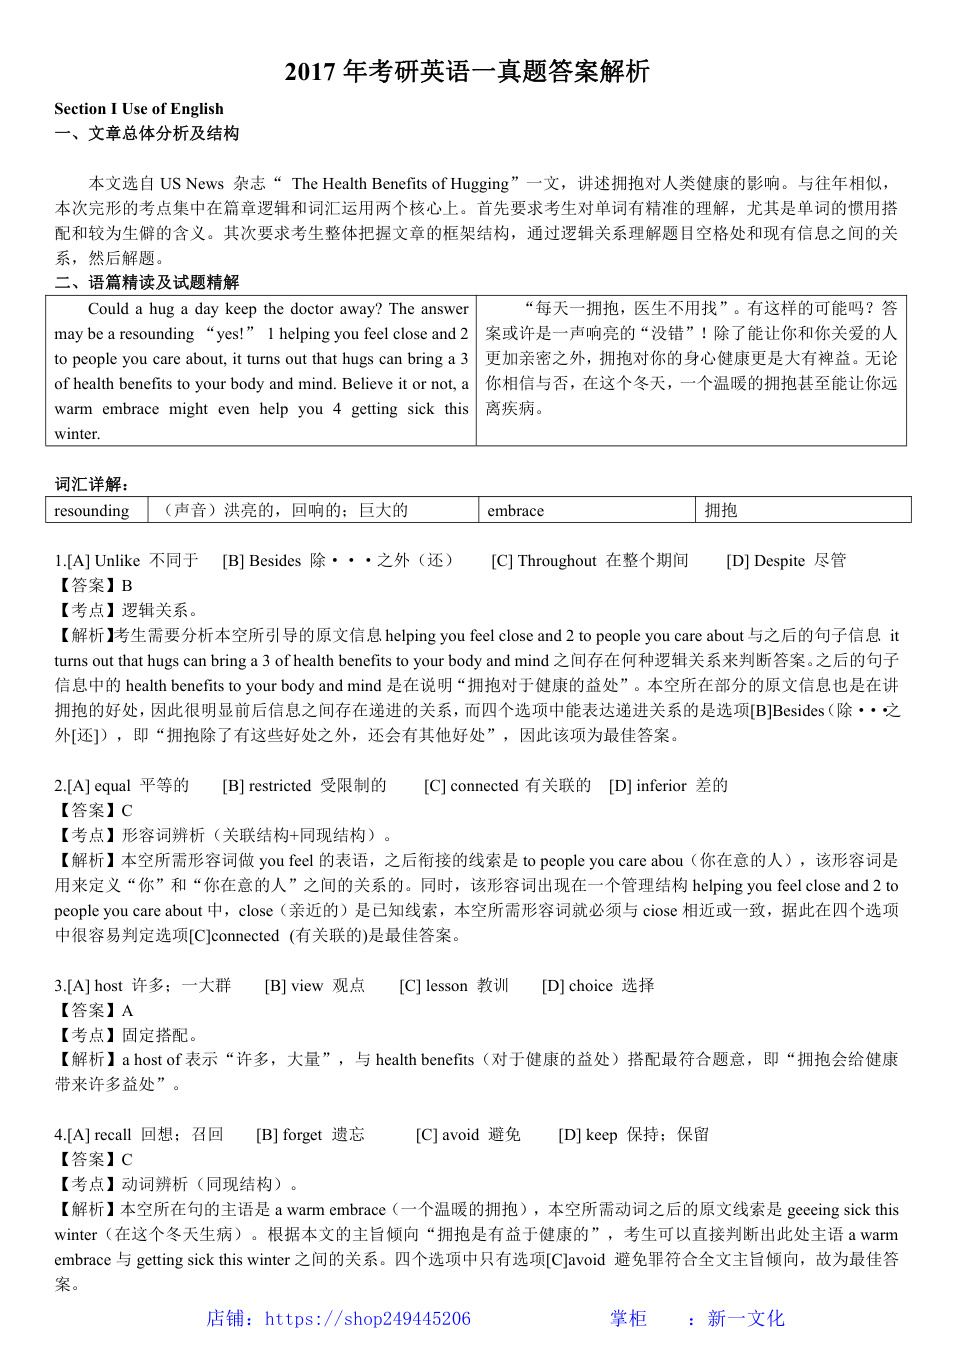 2017 年考研英语一真题答案解析
Section I Use of English
一、文章总体分析及结构
本文选自 US News 杂志“ The Health Benefits of Hugging”一文，讲述拥抱对人类健康的影响。与往年相似，
本次完形的考点集中在篇章逻辑和词汇运用两个核心上。首先要求考生对单词有精准的理解，尤其是单词的惯用搭
配和较为生僻的含义。其次要求考生整体把握文章的框架结构，通过逻辑关系理解题目空格处和现有信息之间的关
系，然后解题。
二、语篇精读及试题精解
Could a hug a day keep the doctor away? The answer
may be a resounding “yes!” 1 helping you feel close and 2
to people you care about, it turns out that hugs can bring a 3
of health benefits to your body and mind. Believe it or not, a
warm embrace might even help you 4 getting sick this
winter.
“每天一拥抱，医生不用找”。有这样的可能吗？答
案或许是一声响亮的“没错”！除了能让你和你关爱的人
更加亲密之外，拥抱对你的身心健康更是大有裨益。无论
你相信与否，在这个冬天，一个温暖的拥抱甚至能让你远
离疾病。
词汇详解：
resounding （声音）洪亮的，回响的；巨大的 embrace 拥抱
1.[A] Unlike 不同于 [B] Besides 除···之外（还） [C] Throughout 在整个期间 [D] Despite 尽管
【答案】B
【考点】逻辑关系。
【解析】考生需要分析本空所引导的原文信息 helping you feel close and 2 to people you care about 与之后的句子信息 it
turns out that hugs can bring a 3 of health benefits to your body and mind 之间存在何种逻辑关系来判断答案。之后的句子
信息中的 health benefits to your body and mind 是在说明“拥抱对于健康的益处”。本空所在部分的原文信息也是在讲
拥抱的好处，因此很明显前后信息之间存在递进的关系，而四个选项中能表达递进关系的是选项[B]Besides（除···之
外[还]），即“拥抱除了有这些好处之外，还会有其他好处”，因此该项为最佳答案。
2.[A] equal 平等的 [B] restricted 受限制的 [C] connected 有关联的 [D] inferior 差的
【答案】C
【考点】形容词辨析（关联结构+同现结构）。
【解析】本空所需形容词做 you feel 的表语，之后衔接的线索是 to people you care abou（你在意的人），该形容词是
用来定义“你”和“你在意的人”之间的关系的。同时，该形容词出现在一个管理结构 helping you feel close and 2 to
people you care about 中，close（亲近的）是已知线索，本空所需形容词就必须与 ciose 相近或一致，据此在四个选项
中很容易判定选项[C]connected (有关联的)是最佳答案。
3.[A] host 许多；一大群 [B] view 观点 [C] lesson 教训 [D] choice 选择
【答案】A
【考点】固定搭配。
【解析】a host of 表示“许多，大量”，与 health benefits（对于健康的益处）搭配最符合题意，即“拥抱会给健康
带来许多益处”。
4.[A] recall 回想；召回 [B] forget 遗忘 [C] avoid 避免 [D] keep 保持；保留
【答案】C
【考点】动词辨析（同现结构）。
【解析】本空所在句的主语是 a warm embrace（一个温暖的拥抱），本空所需动词之后的原文线索是 geeeing sick this
winter（在这个冬天生病）。根据本文的主旨倾向“拥抱是有益于健康的”，考生可以直接判断出此处主语 a warm
embrace 与 getting sick this winter 之间的关系。四个选项中只有选项[C]avoid 避免罪符合全文主旨倾向，故为最佳答
案。
店铺：https://shop249445206 掌柜 ：新一文化